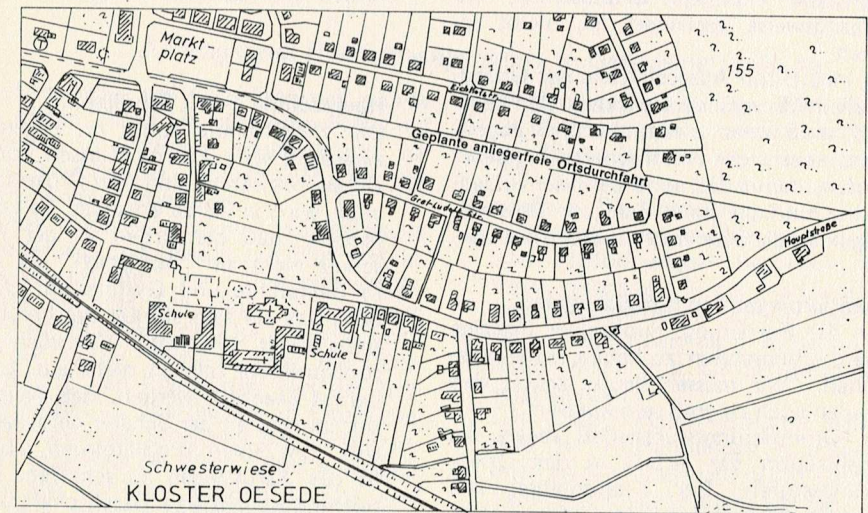 Markt-
platz
155
Geplante anliegerfreie Ortsdurchfahrt
Hauptstraße
Schule
Schule
Schwesterwiese
KLOSTER OESEDE